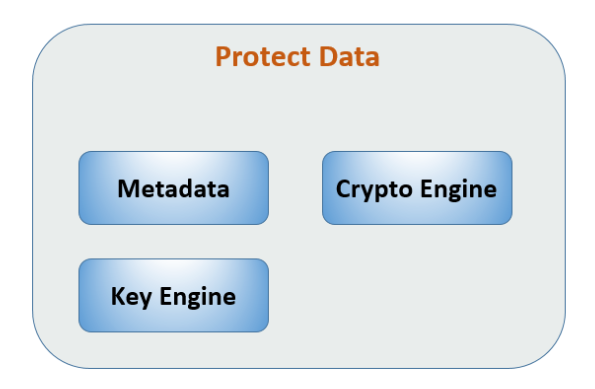 Protect Data
Metadata
Crypto Engine
Key Engine